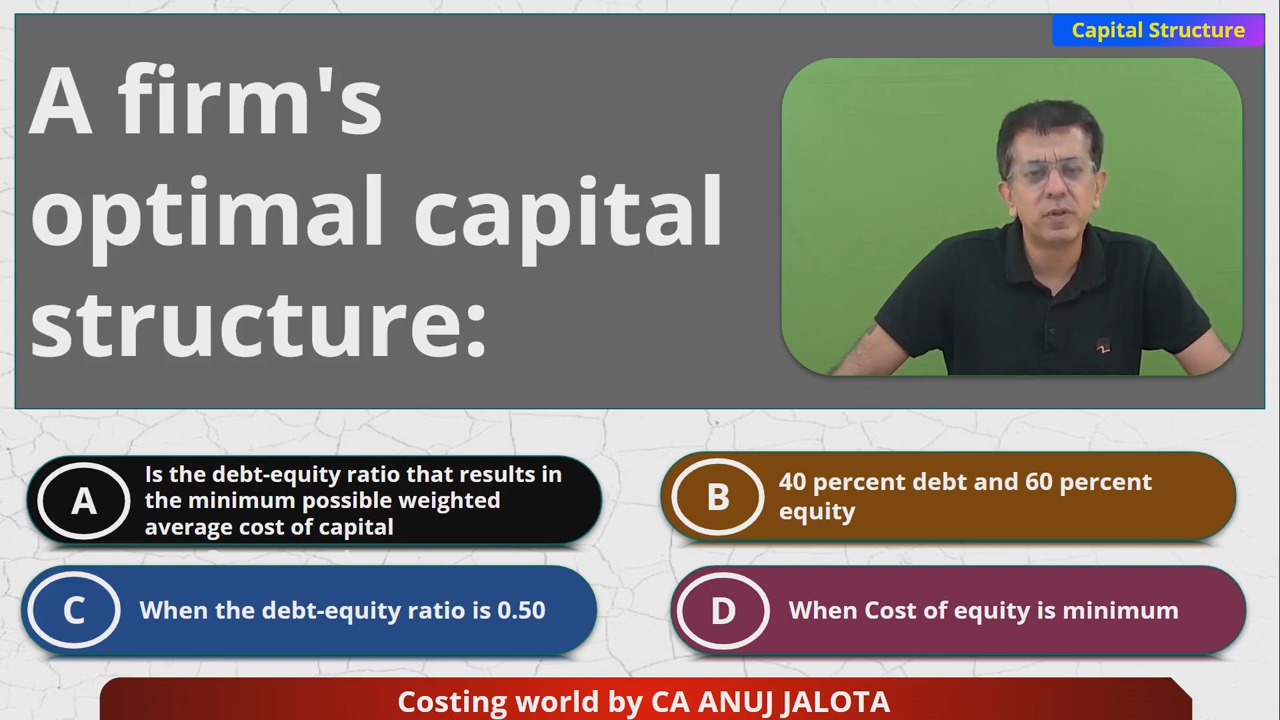 Capital Structure
A firm's
optimal capital
structure:
A
Is the debt-equity ratio that results in
the minimum possible weighted
average cost of capital
B
40 percent debt and 60 percent
equity
C
When the debt-equity ratio is 0.50
D
When Cost of equity is minimum
Costing world by CA ANUJ JALOTA